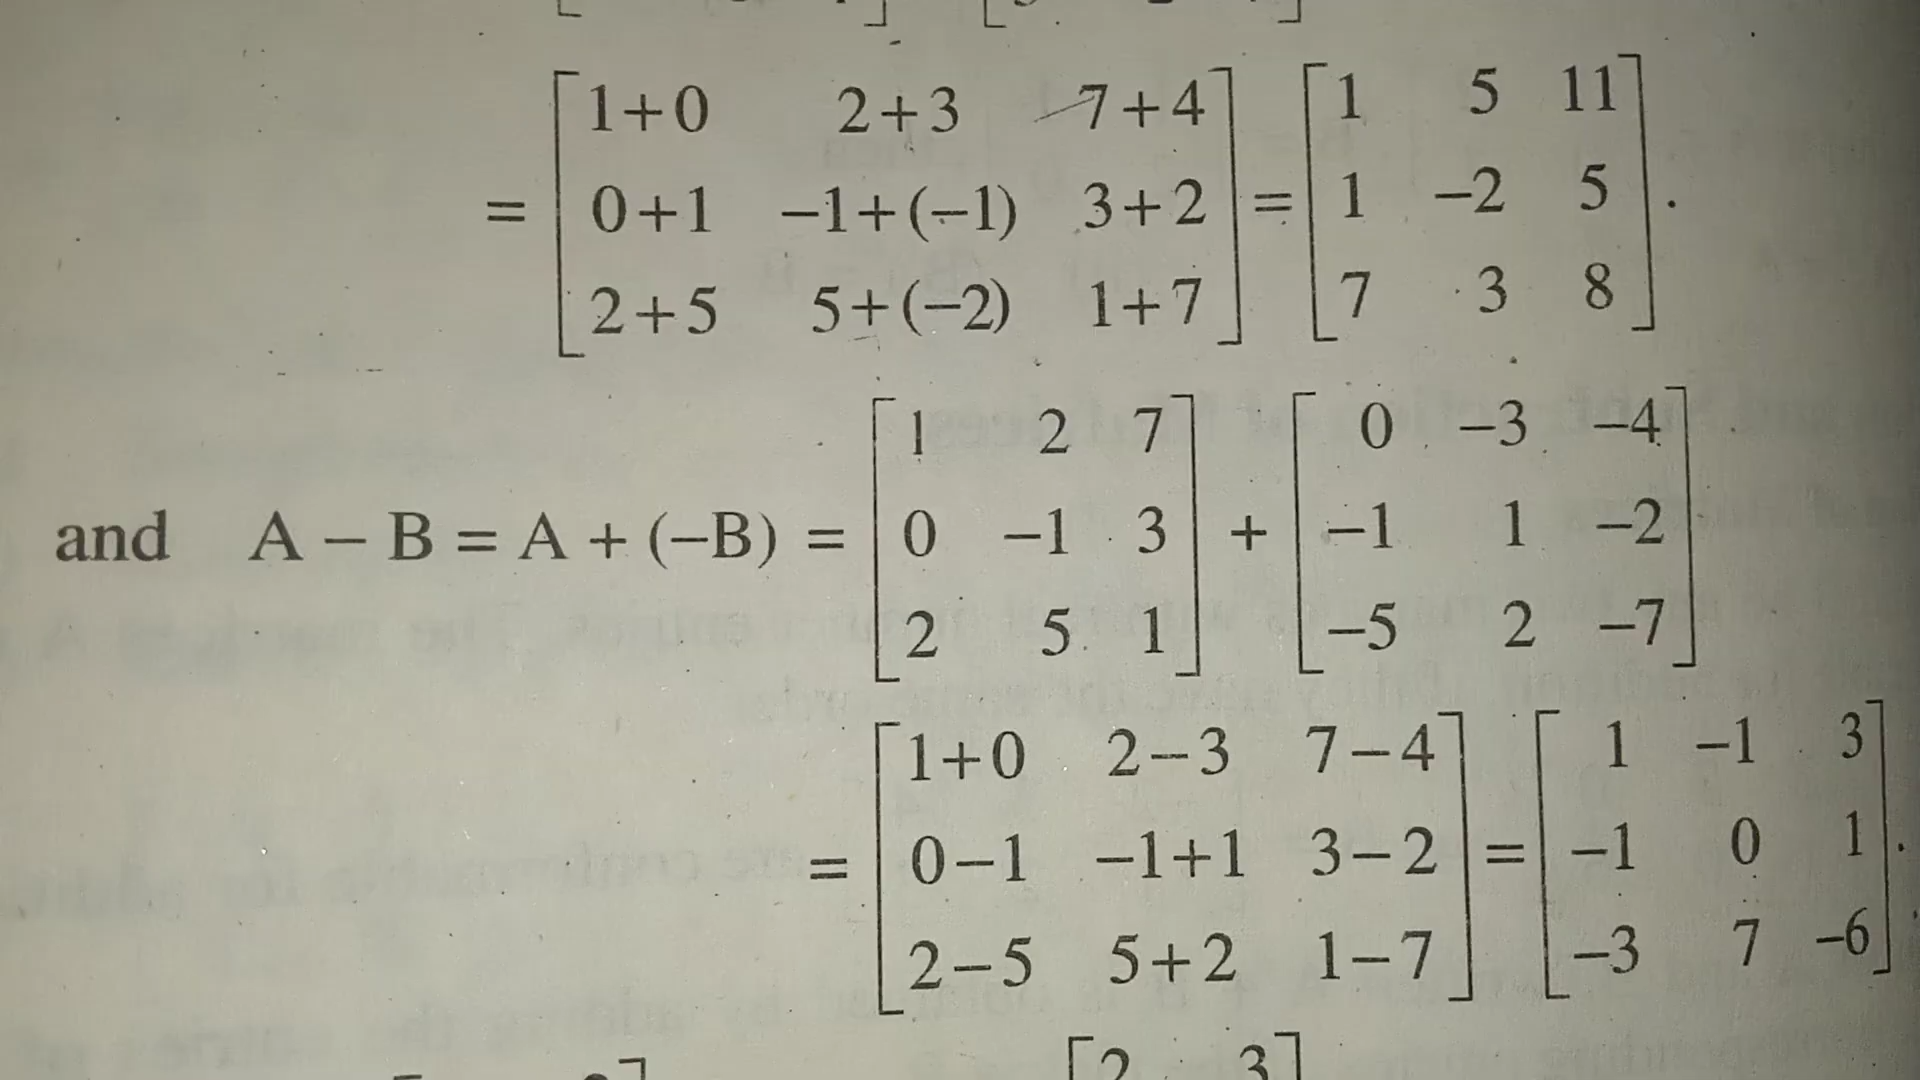 = [1+0 2+3 7+4] = [1 5 11]
[0+1 −1+(−1) 3+2] [1 −2 5] .
[2+5 5+(−2) 1+7] [7 3 8]
and A − B = A + (−B) = [1 2 7] + [0 −3 −4]
[0 −1 3] [−1 1 −2]
[2 5 1] [−5 2 −7]
= [1+0 2−3 7−4] = [1 −1 3]
[0−1 −1+1 3−2] [−1 0 1] .
[2−5 5+2 1−7] [−3 7 −6]
[2 3]